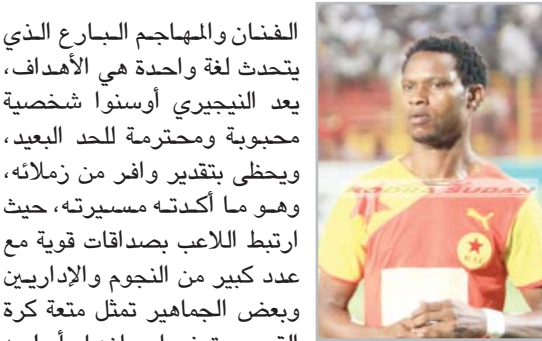 الفنان والمهاجم البارع الذي
يتحدث لغة واحدة هي الأهداف،
يعد النيجيري أوسنوا شخصية
محبوبة ومحترمة للحد البعيد،
ويحظى بتقدير وافر من زملائه،
وهو ما أكدته مسيرته، حيث
ارتبط اللاعب بصداقات قوية مع
عدد كبير من النجوم والإداريين
وبعض الجماهير تمثل متعة كرة
SUDAN